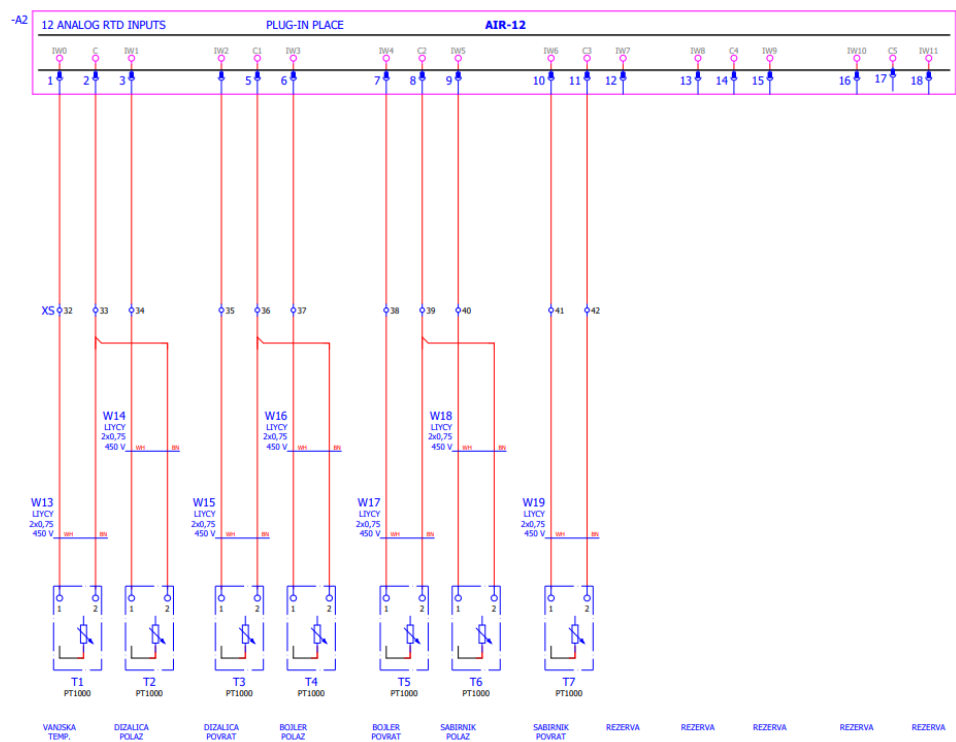 -A2
12 ANALOG RTD INPUTS PLUG-IN PLACE AIR-12
IW0 C IW1 IW2 C1 IW3 IW4 C2 IW5 IW6 C3 IW7 IW8 C4 IW9 IW10 C5 IW11
1 2 3 5 6 7 8 9 10 11 12 13 14 15 16 17 18
XS 32 33 34 35 36 37 38 39 40 41 42
W14 W16 W18
LIYCY LIYCY LIYCY
2x0,75 2x0,75 2x0,75
450 V WH BN 450 V WH BN 450 V WH BN
W13 W15 W17 W19
LIYCY LIYCY LIYCY LIYCY
2x0,75 2x0,75 2x0,75 2x0,75
450 V WH BN 450 V WH BN 450 V WH BN 450 V WH BN
1 2 1 2 1 2 1 2 1 2 1 2 1 2
T1 T2 T3 T4 T5 T6 T7
PT1000 PT1000 PT1000 PT1000 PT1000 PT1000 PT1000
VANJSKA DIZALICA DIZALICA BOJLER BOJLER SABIRNIK SABIRNIK REZERVA REZERVA REZERVA REZERVA REZERVA
TEMP. POLAZ POVRAT POLAZ POVRAT POLAZ POVRAT